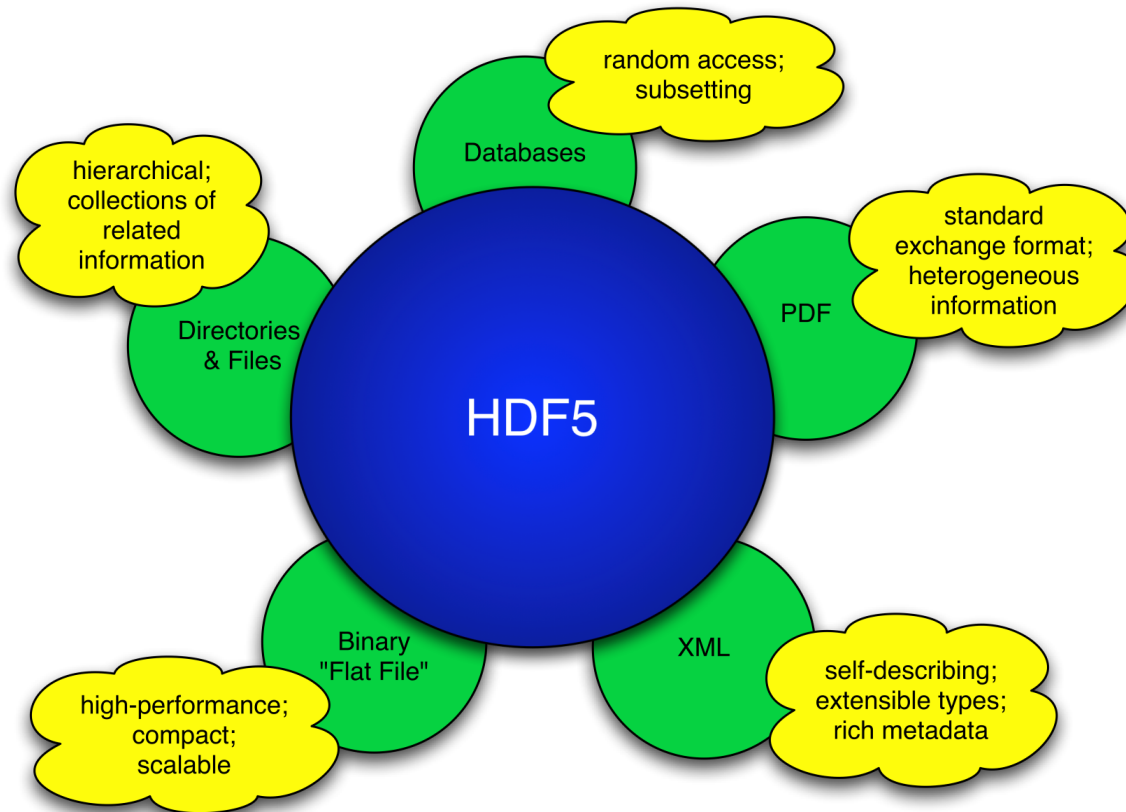 random access;
subsetting
Databases
hierarchical;
collections of
related
information
Directories
& Files
standard
exchange format;
heterogeneous
information
PDF
HDF5
Binary
"Flat File"
high-performance;
compact;
scalable
XML
self-describing;
extensible types;
rich metadata